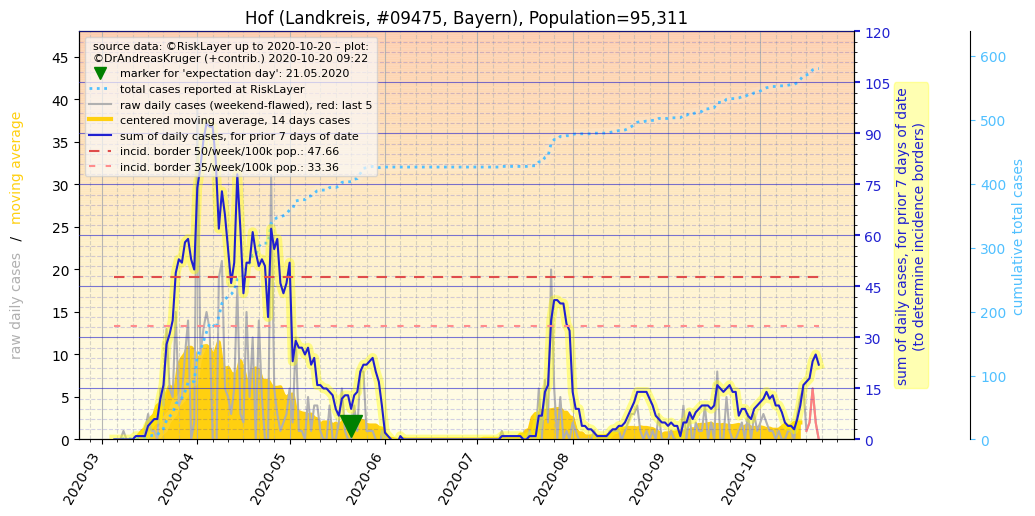 Hof (Landkreis, #09475, Bayern), Population=95,311
source data: ©RiskLayer up to 2020-10-20 – plot:
©DrAndreasKruger (+contrib.) 2020-10-20 09:22
marker for 'expectation day': 21.05.2020
total cases reported at RiskLayer
raw daily cases (weekend-flawed), red: last 5
centered moving average, 14 days cases
sum of daily cases, for prior 7 days of date
incid. border 50/week/100k pop.: 47.66
incid. border 35/week/100k pop.: 33.36
raw daily cases / moving average
45
40
35
30
25
20
15
10
5
0
2020-03
2020-04
2020-05
2020-06
2020-07
2020-08
2020-09
2020-10
120
105
90
75
60
45
30
15
0
sum of daily cases, for prior 7 days of date
(to determine incidence borders)
600
500
400
300
200
100
0
cumulative total cases